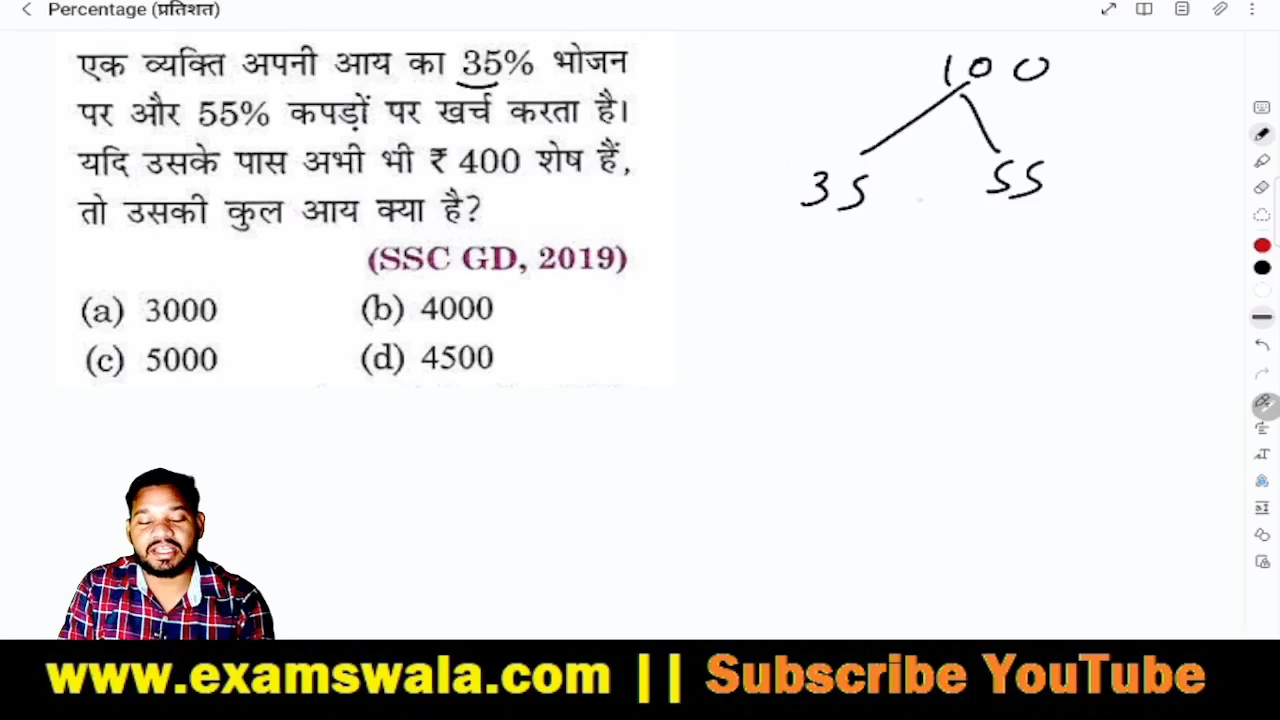 Percentage (प्रतिशत)
एक व्यक्ति अपनी आय का 35% भोजन
पर और 55% कपड़ों पर खर्च करता है।
यदि उसके पास अभी भी ₹ 400 शेष हैं,
तो उसकी कुल आय क्या है?
(SSC GD, 2019)
(a) 3000 (b) 4000
(c) 5000 (d) 4500
100
35 55
www.examswala.com || Subscribe YouTube